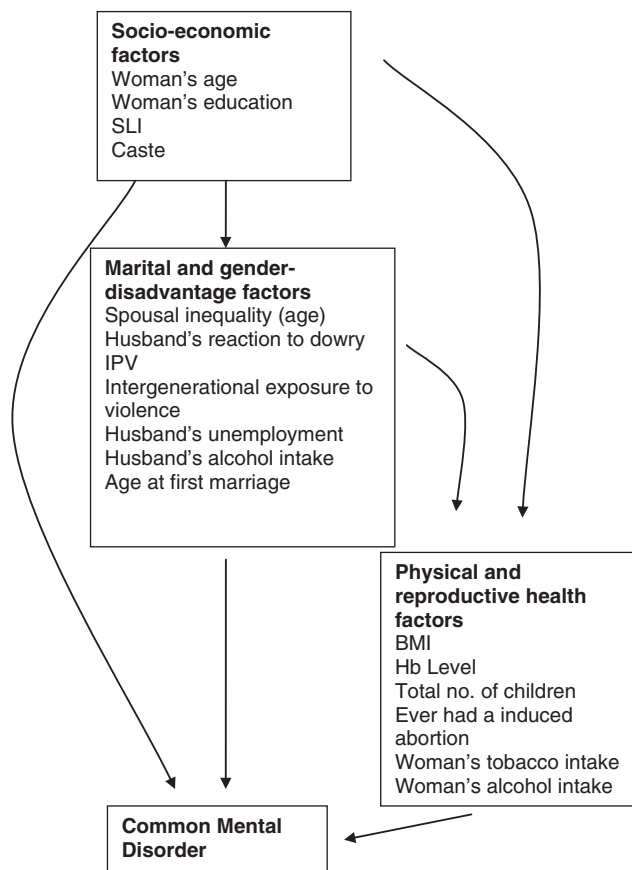 Socio-economic
factors
Woman's age
Woman's education
SLI
Caste
Marital and gender-
disadvantage factors
Spousal inequality (age)
Husband's reaction to dowry
IPV
Intergenerational exposure to
violence
Husband's unemployment
Husband's alcohol intake
Age at first marriage
Physical and
reproductive health
factors
BMI
Hb Level
Total no. of children
Ever had a induced
abortion
Woman's tobacco intake
Woman's alcohol intake
Common Mental
Disorder